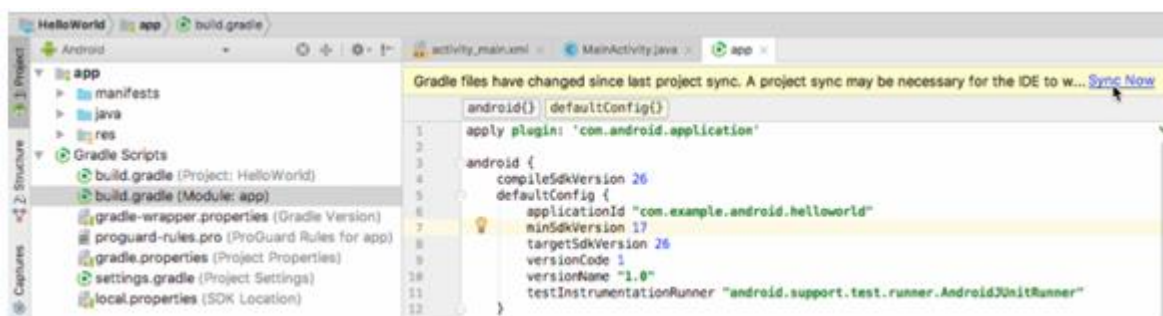 HelloWorld app build.gradle
Android
activity_main.xml MainActivity.java app
1: Project
app
manifests
java
res
Gradle Scripts
build.gradle (Project: HelloWorld)
build.gradle (Module: app)
gradle-wrapper.properties (Gradle Version)
proguard-rules.pro (ProGuard Rules for app)
gradle.properties (Project Properties)
settings.gradle (Project Settings)
local.properties (SDK Location)
2: Structure
Captures
Gradle files have changed since last project sync. A project sync may be necessary for the IDE to w... Sync Now
android{} defaultConfig{}
1 apply plugin: 'com.android.application'
2
3 android {
4 compileSdkVersion 26
5 defaultConfig {
6 applicationId "com.example.android.helloworld"
7 minSdkVersion 17
8 targetSdkVersion 26
9 versionCode 1
10 versionName "1.0"
11 testInstrumentationRunner "android.support.test.runner.AndroidJUnitRunner"
12 }